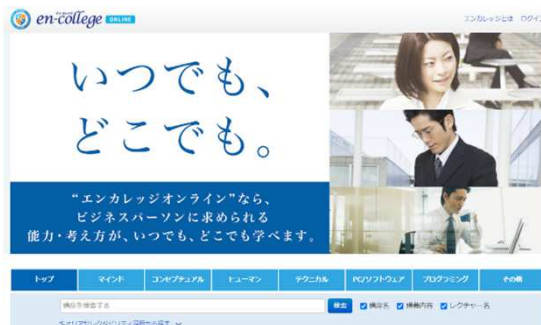 en-college ONLINE
エンカレッジとは ログイン
いつでも、
どこでも。
“エンカレッジオンライン”なら、
ビジネスパーソンに求められる
能力・考え方が、いつでも、どこでも学べます。
トップ マインド コンセプチュアル ヒューマン テクニカル PC/ソフトウェア プログラミング その他
講座を検索する 検索 講座名 講義内容 レクチャー名